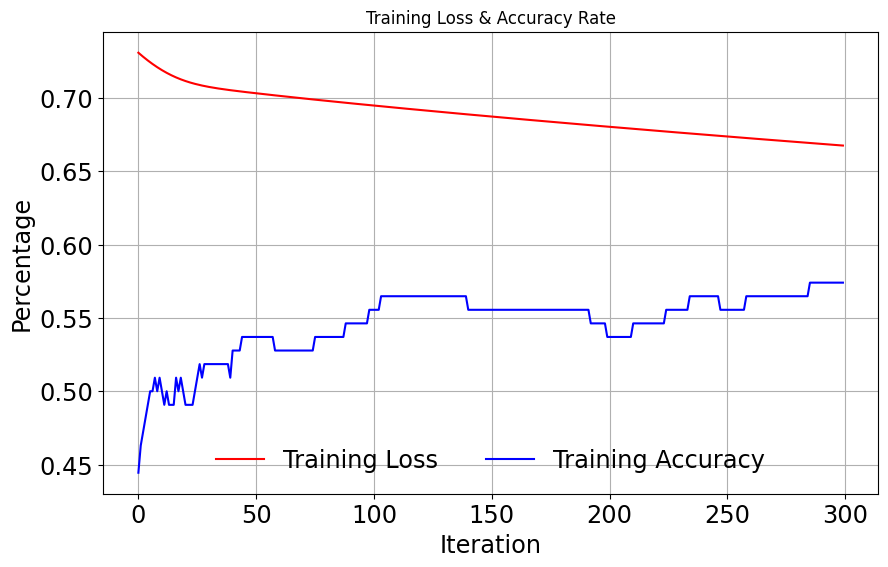 Training Loss & Accuracy Rate
Percentage
0.70
0.65
0.60
0.55
0.50
0.45
Training Loss
Training Accuracy
0 50 100 150 200 250 300
Iteration